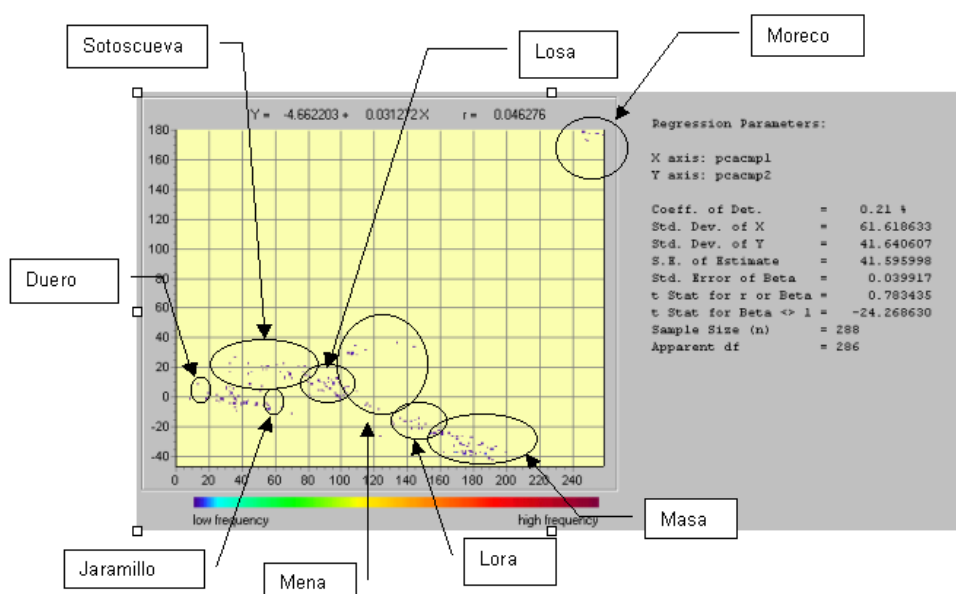 Sotoscueva
Losa
Moreco
Y = -4.662203 + 0.031272 X r = 0.046276
180
160
140
120
100
80
60
40
20
0
-20
-40
0 20 40 60 80 100 120 140 160 180 200 220 240
low frequency
high frequency
Regression Parameters:
X axis: pcacmp1
Y axis: pcacmp2
Coeff. of Det. = 0.21 %
Std. Dev. of X = 61.618633
Std. Dev. of Y = 41.640607
S.E. of Estimate = 41.595998
Std. Error of Beta = 0.039917
t Stat for r or Beta = 0.783435
t Stat for Beta <> 1 = -24.268630
Sample Size (n) = 288
Apparent df = 286
Duero
Jaramillo
Mena
Lora
Masa